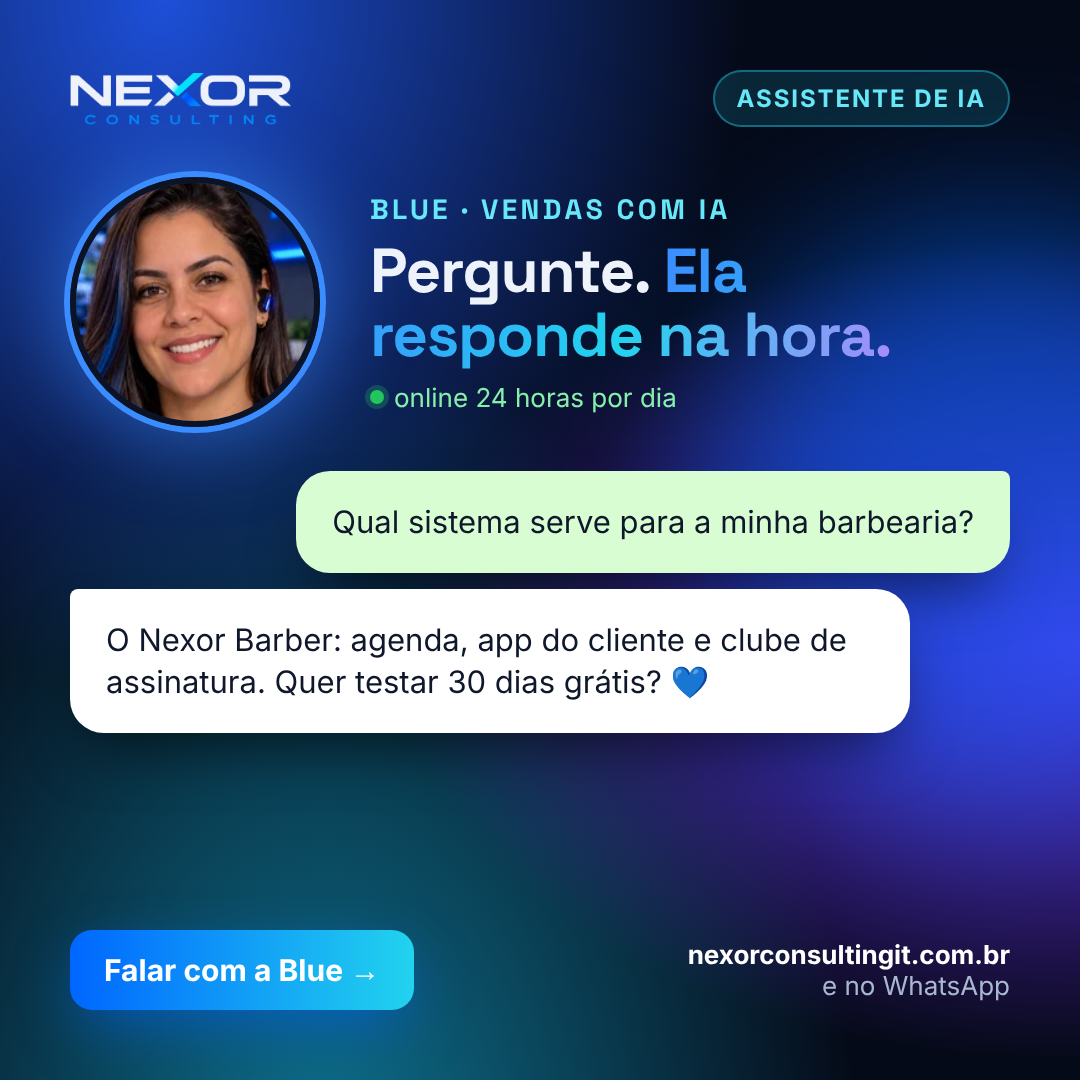 NEXOR
CONSULTING
ASSISTENTE DE IA
BLUE · VENDAS COM IA
Pergunte. Ela
responde na hora.
online 24 horas por dia
Qual sistema serve para a minha barbearia?
O Nexor Barber: agenda, app do cliente e clube de
assinatura. Quer testar 30 dias grátis? 💙
Falar com a Blue →
nexorconsultingit.com.br
e no WhatsApp